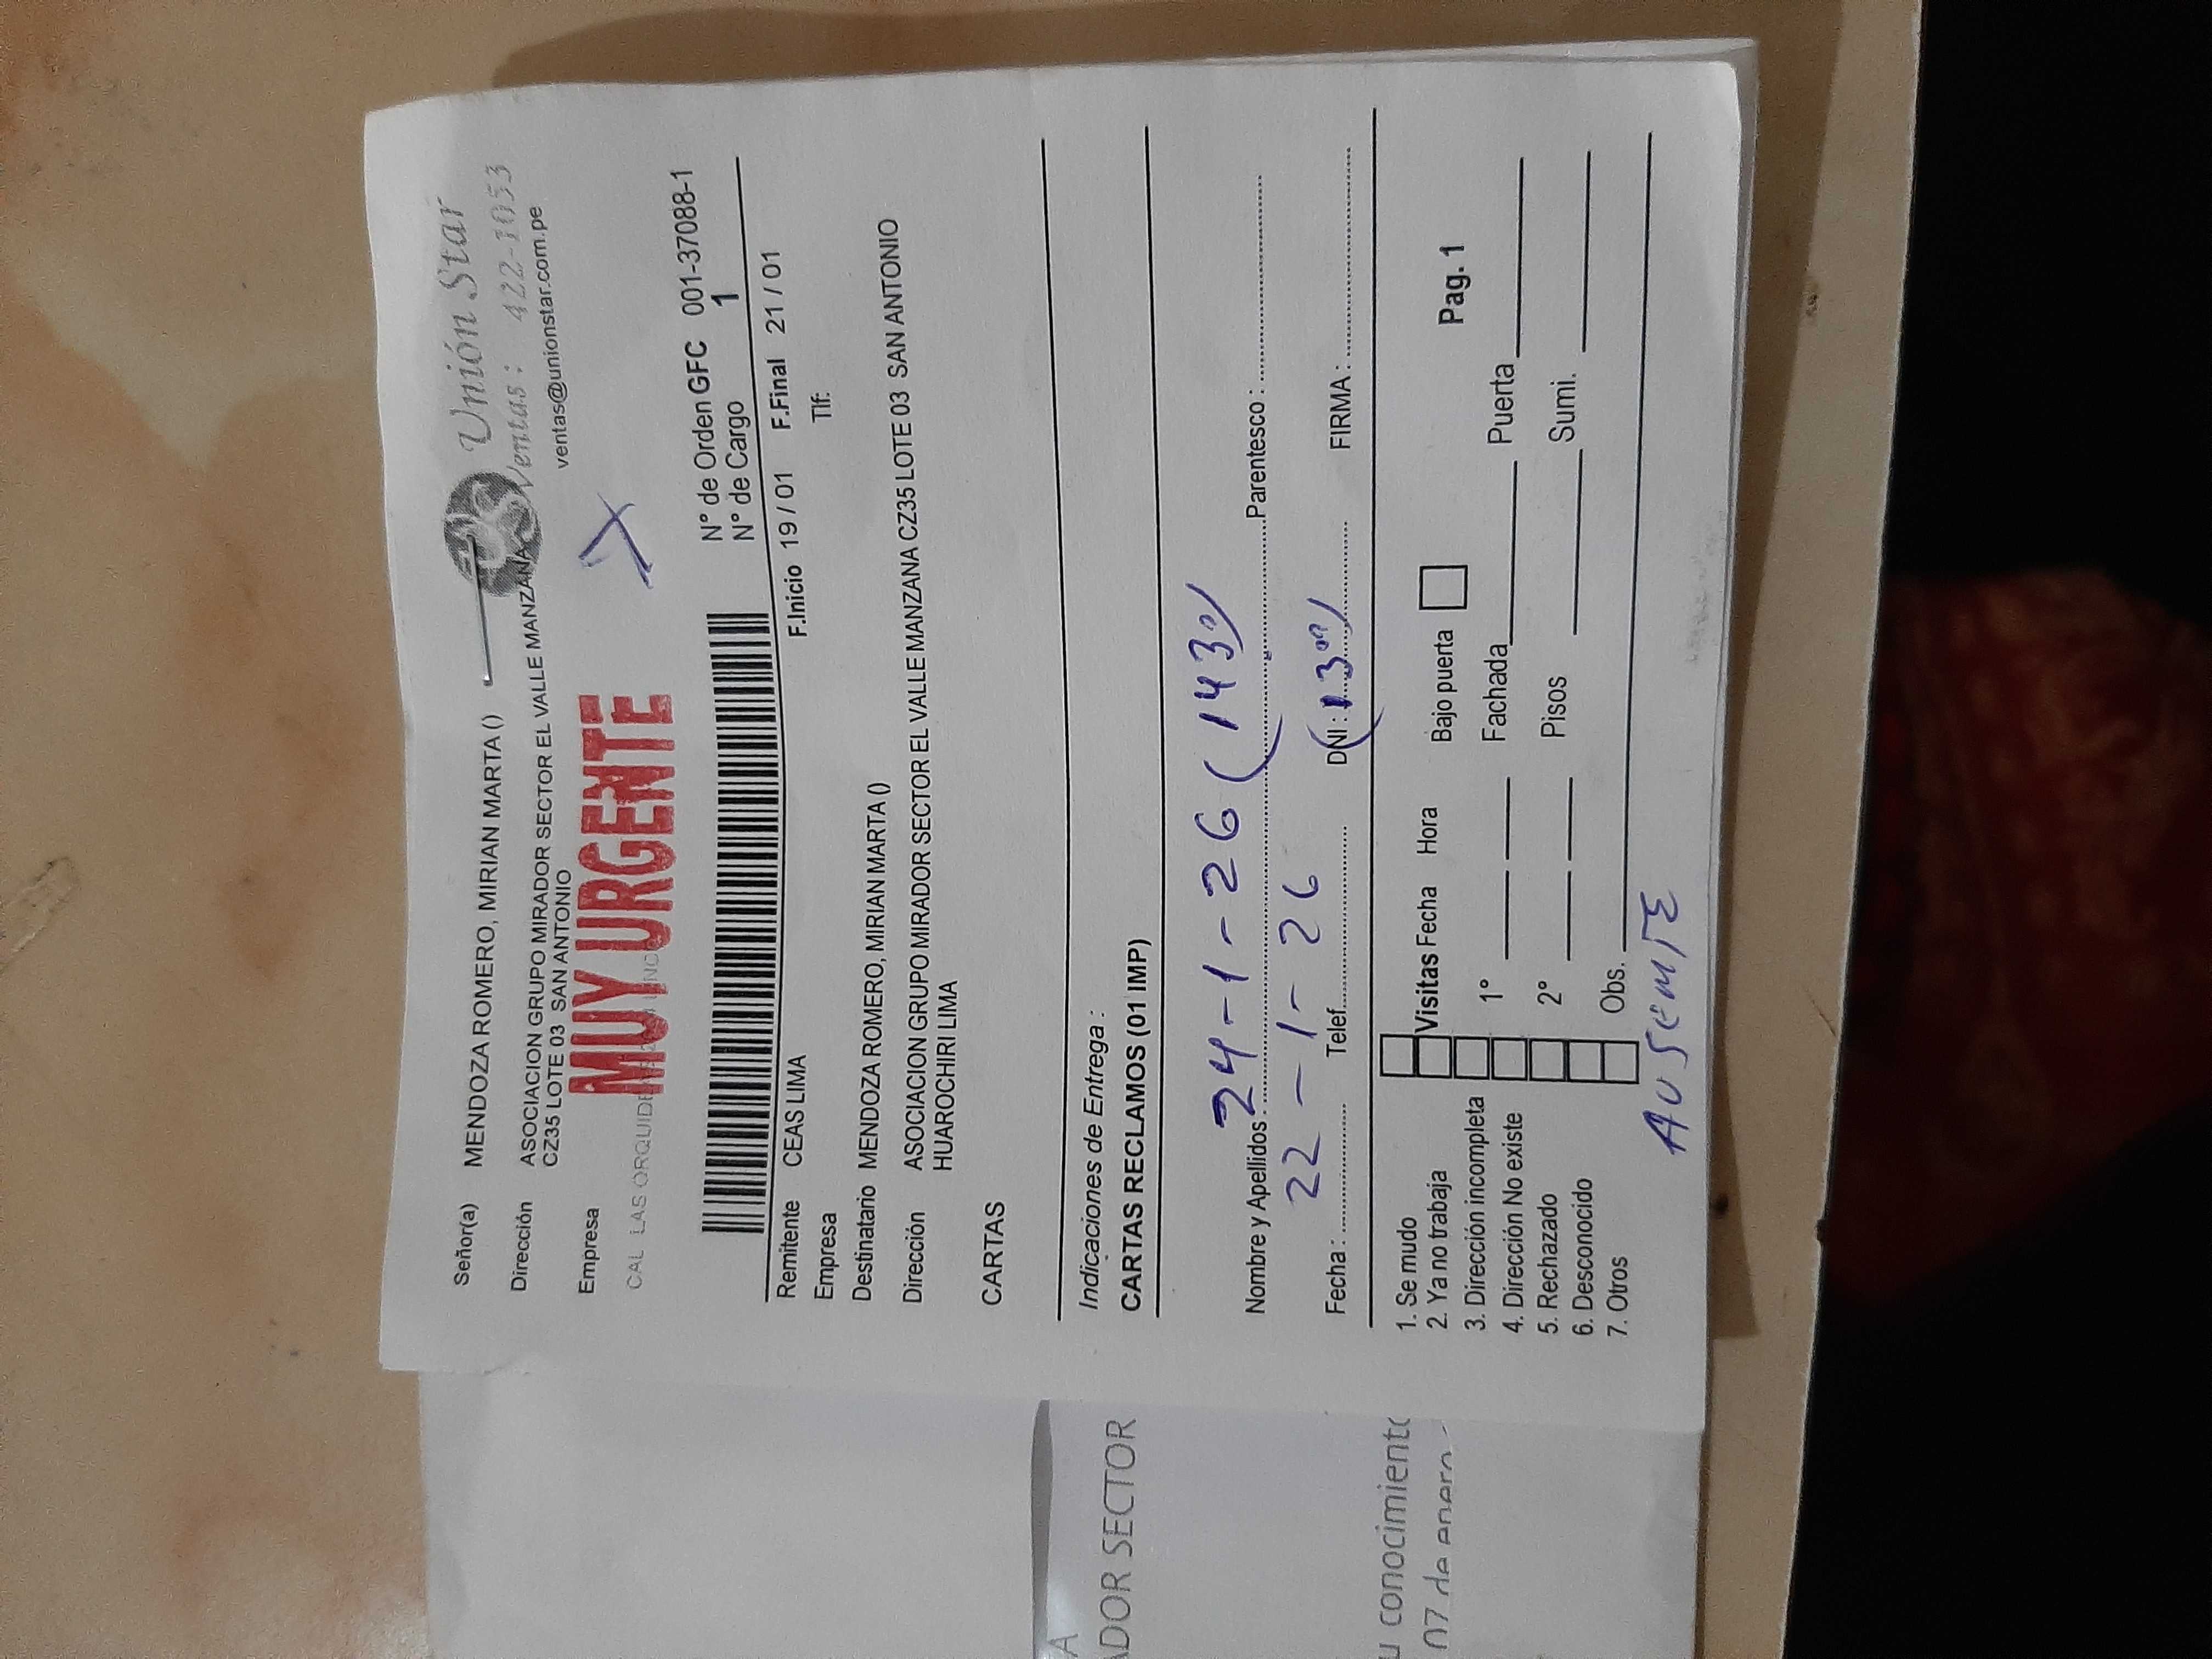 Unión Star
Ventas: 422-1053
ventas@unionstar.com.pe
Señor(a) MENDOZA ROMERO, MIRIAN MARTA ()
Dirección ASOCIACION GRUPO MIRADOR SECTOR EL VALLE MANZANA
CZ35 LOTE 03 SAN ANTONIO
Empresa
MUY URGENTE
CAL LAS
N° de Orden GFC 001-37088-1
N° de Cargo 1
F.Inicio 19 / 01 F.Final 21 / 01
Remitente CEAS LIMA
Tlf:
Empresa
Destinatario MENDOZA ROMERO, MIRIAN MARTA ()
Dirección ASOCIACION GRUPO MIRADOR SECTOR EL VALLE MANZANA CZ35 LOTE 03 SAN ANTONIO
HUAROCHIRI LIMA
CARTAS
Indicaciones de Entrega :
CARTAS RECLAMOS (01 IMP)
24-1-26 (1430)
Nombre y Apellidos : Parentesco :
22-1-26 (1300)
Fecha : Telef. DNI : FIRMA :
1. Se mudo
2. Ya no trabaja
3. Dirección incompleta
4. Dirección No existe
5. Rechazado
6. Desconocido
7. Otros
Visitas Fecha Hora Bajo puerta Pag. 1
1° Fachada Puerta
2° Pisos Sumi.
Obs.
AUSENTE
A
ADOR SECTOR
u conocimiento
07 de enero